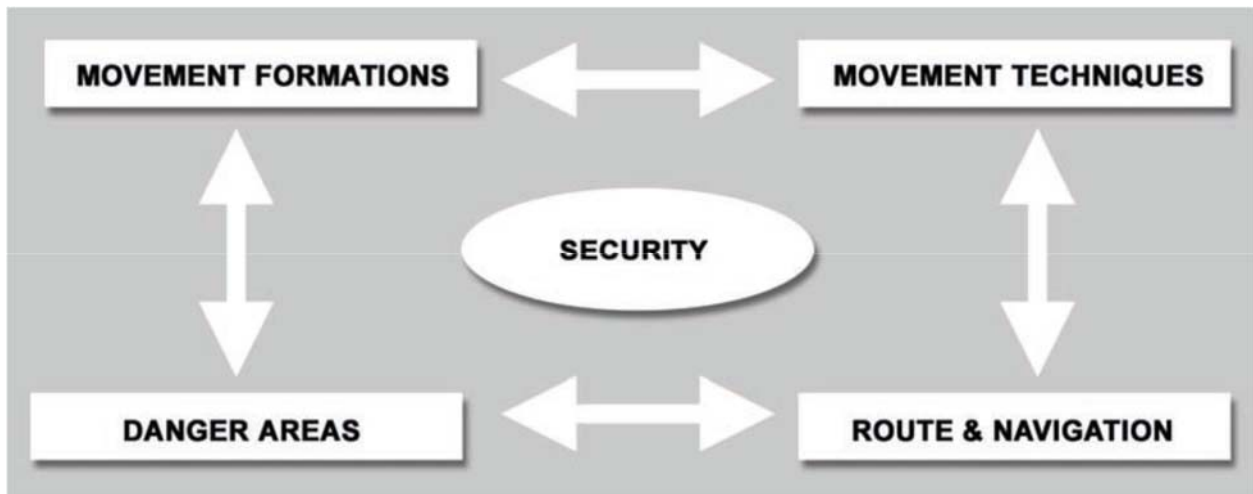 MOVEMENT FORMATIONS
MOVEMENT TECHNIQUES
SECURITY
DANGER AREAS
ROUTE & NAVIGATION